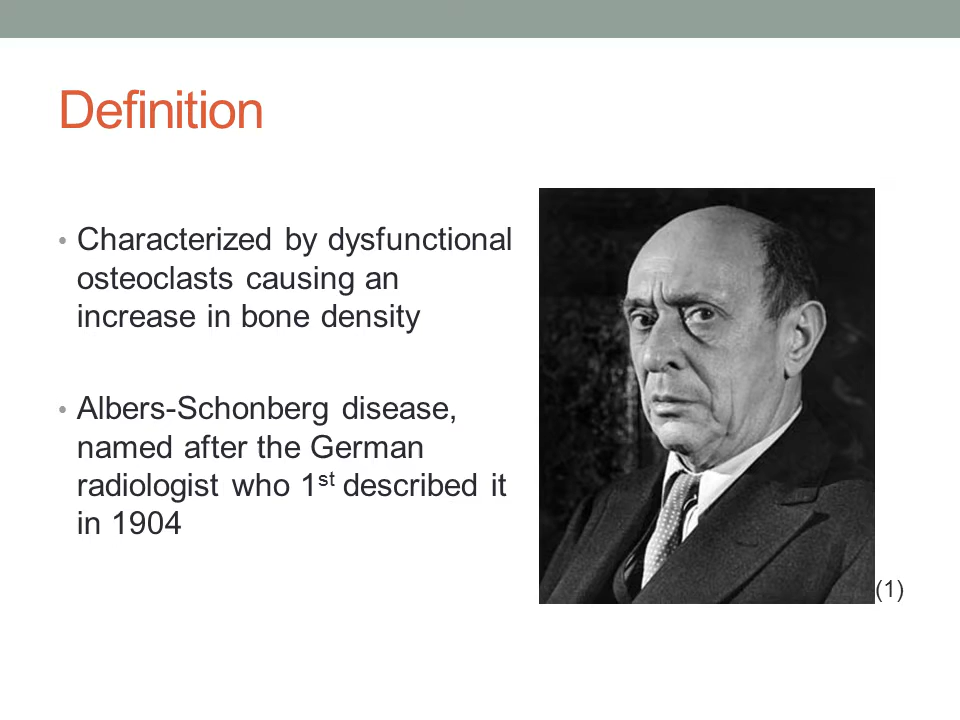 Definition
• Characterized by dysfunctional
osteoclasts causing an
increase in bone density
• Albers-Schonberg disease,
named after the German
radiologist who 1st described it
in 1904
(1)